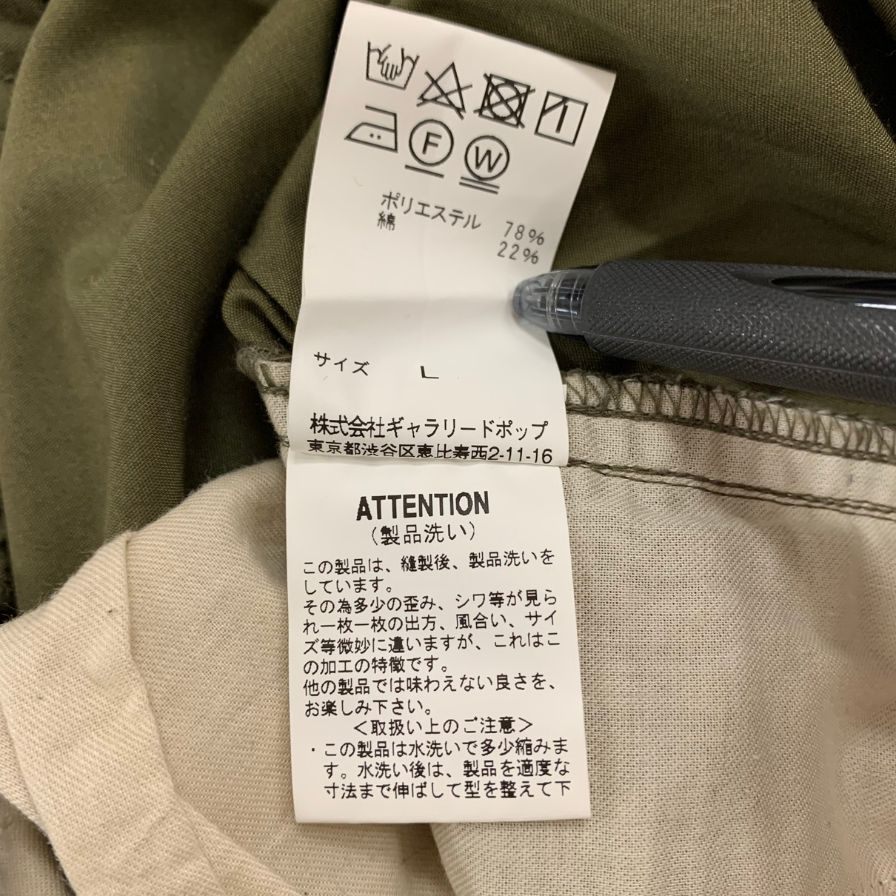 F W
ポリエステル 78%
綿 22%
サイズ L
株式会社ギャラリードポップ
東京都渋谷区恵比寿西2-11-16
ATTENTION
(製品洗い)
この製品は、縫製後、製品洗いを
しています。
その為多少の歪み、シワ等が見ら
れ一枚一枚の出方、風合い、サイ
ズ等微妙に違いますが、これはこ
の加工の特徴です。
他の製品では味わえない良さを、
お楽しみ下さい。
<取扱い上のご注意>
・この製品は水洗いで多少縮みま
す。水洗い後は、製品を適度な
寸法まで伸ばして型を整えて下